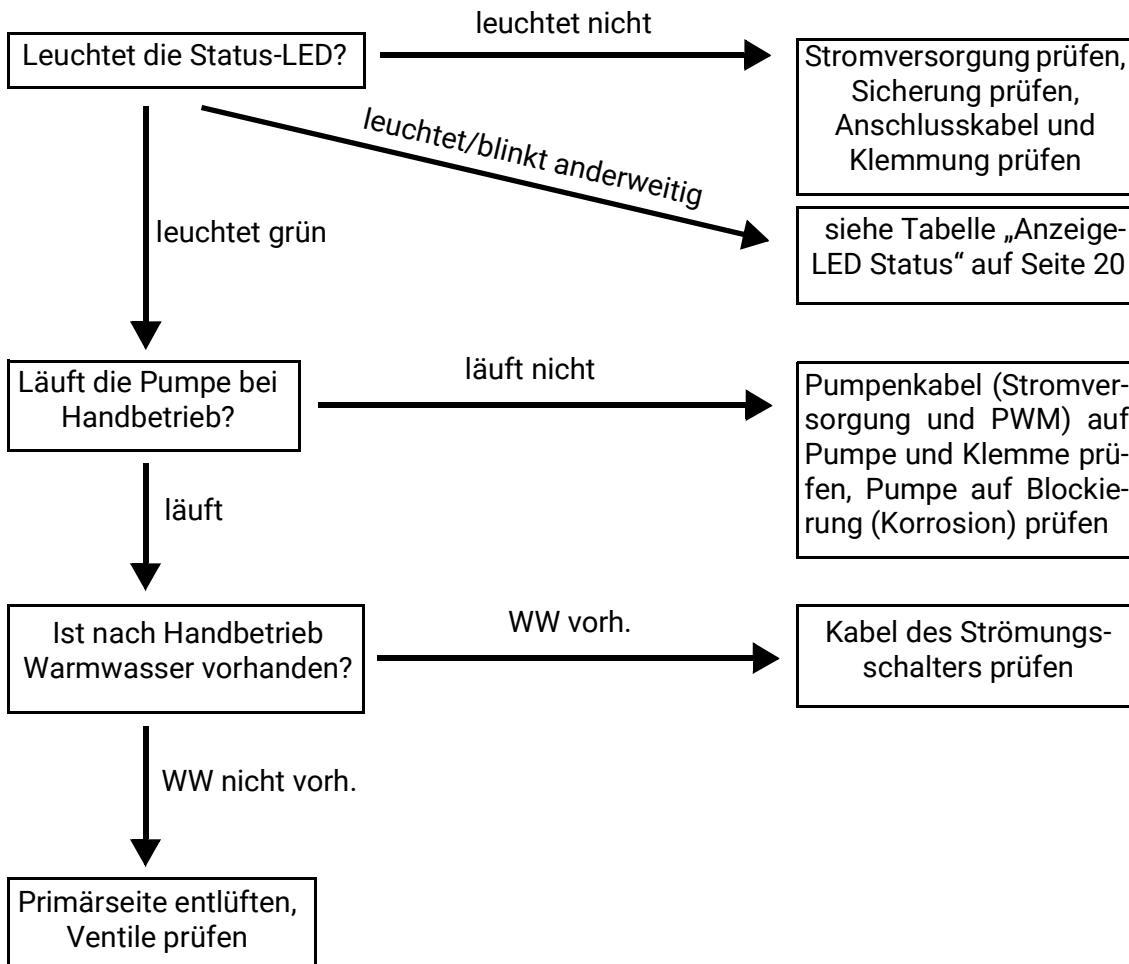 leuchtet nicht
Leuchtet die Status-LED?
Stromversorgung prüfen,
Sicherung prüfen,
Anschlusskabel und
Klemmung prüfen
leuchtet/blinkt anderweitig
leuchtet grün
siehe Tabelle „Anzeige-
LED Status“ auf Seite 20
Läuft die Pumpe bei
Handbetrieb?
läuft nicht
Pumpenkabel (Stromver-
sorgung und PWM) auf
Pumpe und Klemme prü-
fen, Pumpe auf Blockie-
rung (Korrosion) prüfen
läuft
Ist nach Handbetrieb
Warmwasser vorhanden?
WW vorh.
Kabel des Strömungs-
schalters prüfen
WW nicht vorh.
Primärseite entlüften,
Ventile prüfen